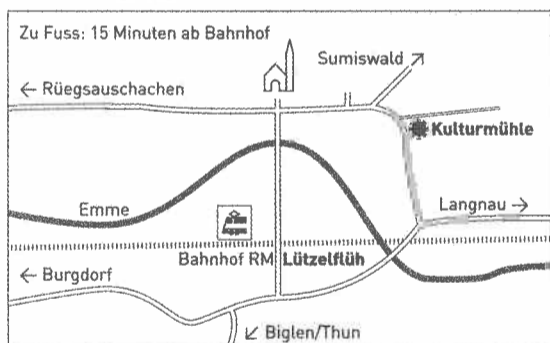 Zu Fuss: 15 Minuten ab Bahnhof
Sumiswald ↗
← Rüegsauschachen
Kulturmühle
Emme
Langnau →
Bahnhof RM Lützelflüh
← Burgdorf
↙ Biglen/Thun